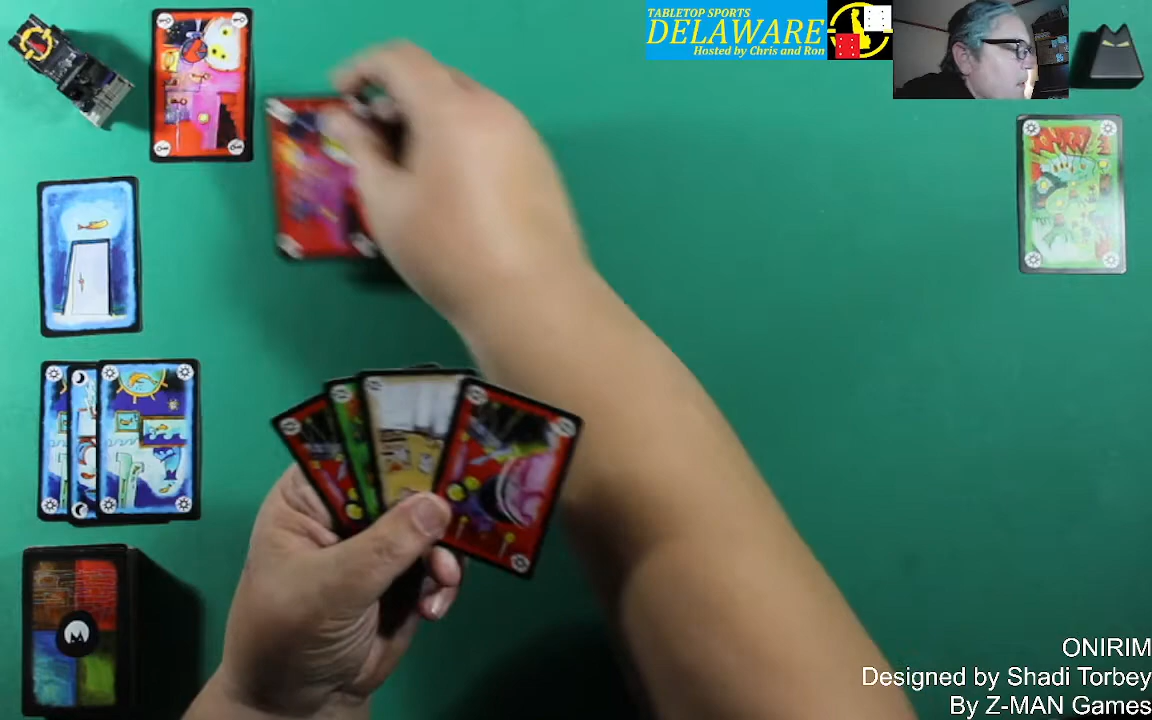 TABLETOP SPORTS
DELAWARE
Hosted by Chris and Ron
ONIRIM
Designed by Shadi Torbey
By Z-MAN Games